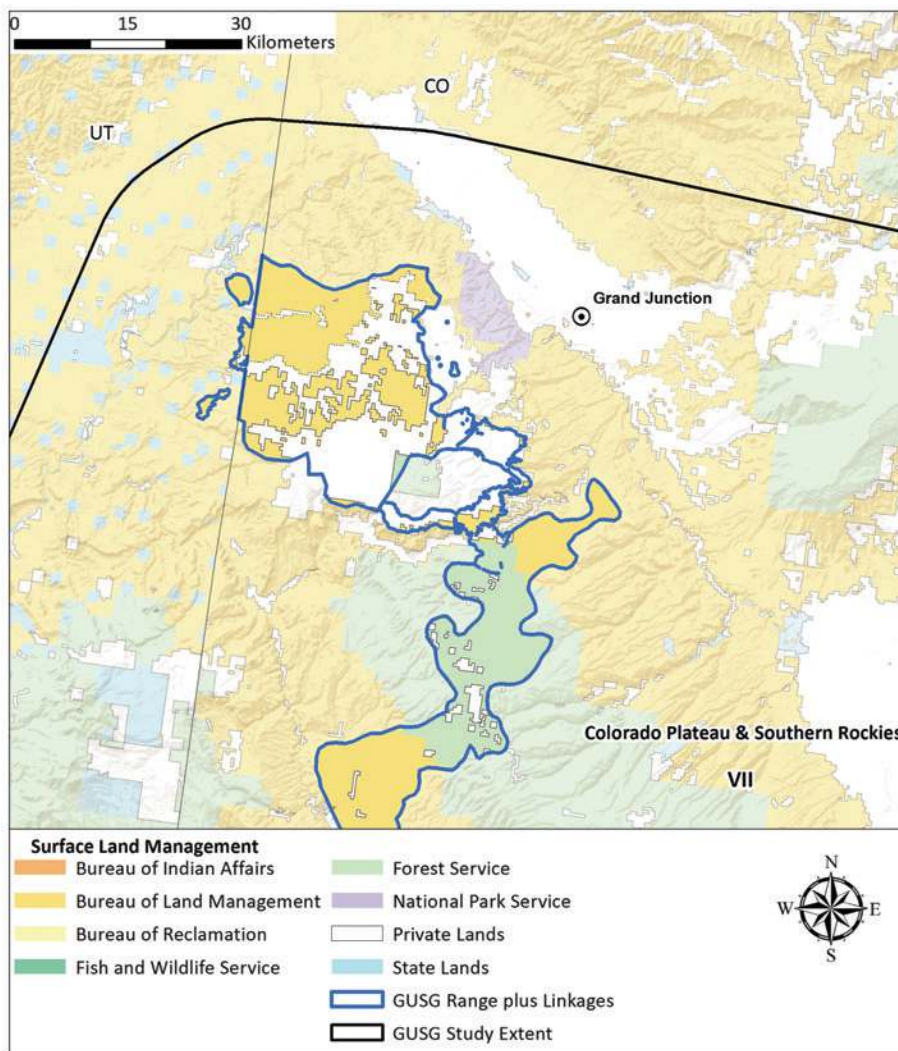 0 15 30
Kilometers
CO
UT
Grand Junction
Colorado Plateau & Southern Rockies
VII
Surface Land Management
Bureau of Indian Affairs
Bureau of Land Management
Bureau of Reclamation
Fish and Wildlife Service
Forest Service
National Park Service
Private Lands
State Lands
GUSG Range plus Linkages
GUSG Study Extent
N
W E
S